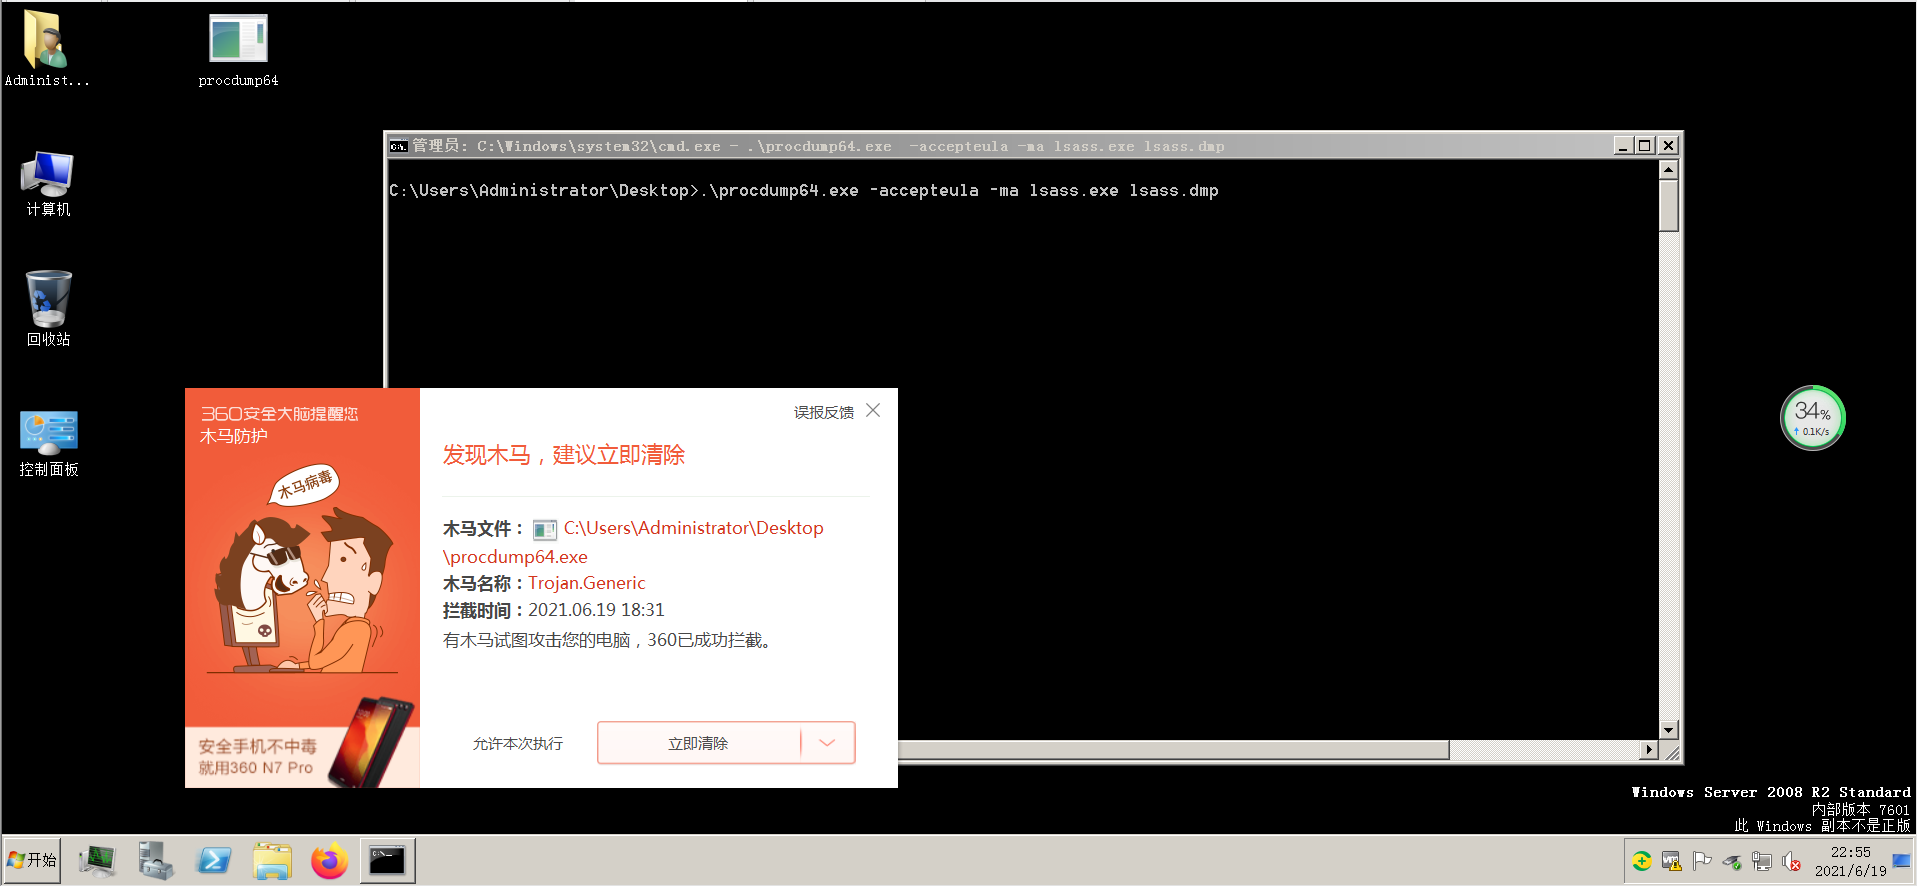 Administ...
procdump64
计算机
回收站
控制面板
管理员: C:\Windows\system32\cmd.exe - .\procdump64.exe  -accepteula -ma lsass.exe lsass.dmp
C:\Users\Administrator\Desktop>.\procdump64.exe -accepteula -ma lsass.exe lsass.dmp
360安全大脑提醒您
木马防护
木马病毒
安全手机不中毒
就用360 N7 Pro
误报反馈
发现木马，建议立即清除
木马文件： C:\Users\Administrator\Desktop
\procdump64.exe
木马名称：Trojan.Generic
拦截时间：2021.06.19 18:31
有木马试图攻击您的电脑，360已成功拦截。
允许本次执行
立即清除
34%
↑ 0.1K/s
Windows Server 2008 R2 Standard
内部版本 7601
此 Windows 副本不是正版
开始
22:55
2021/6/19